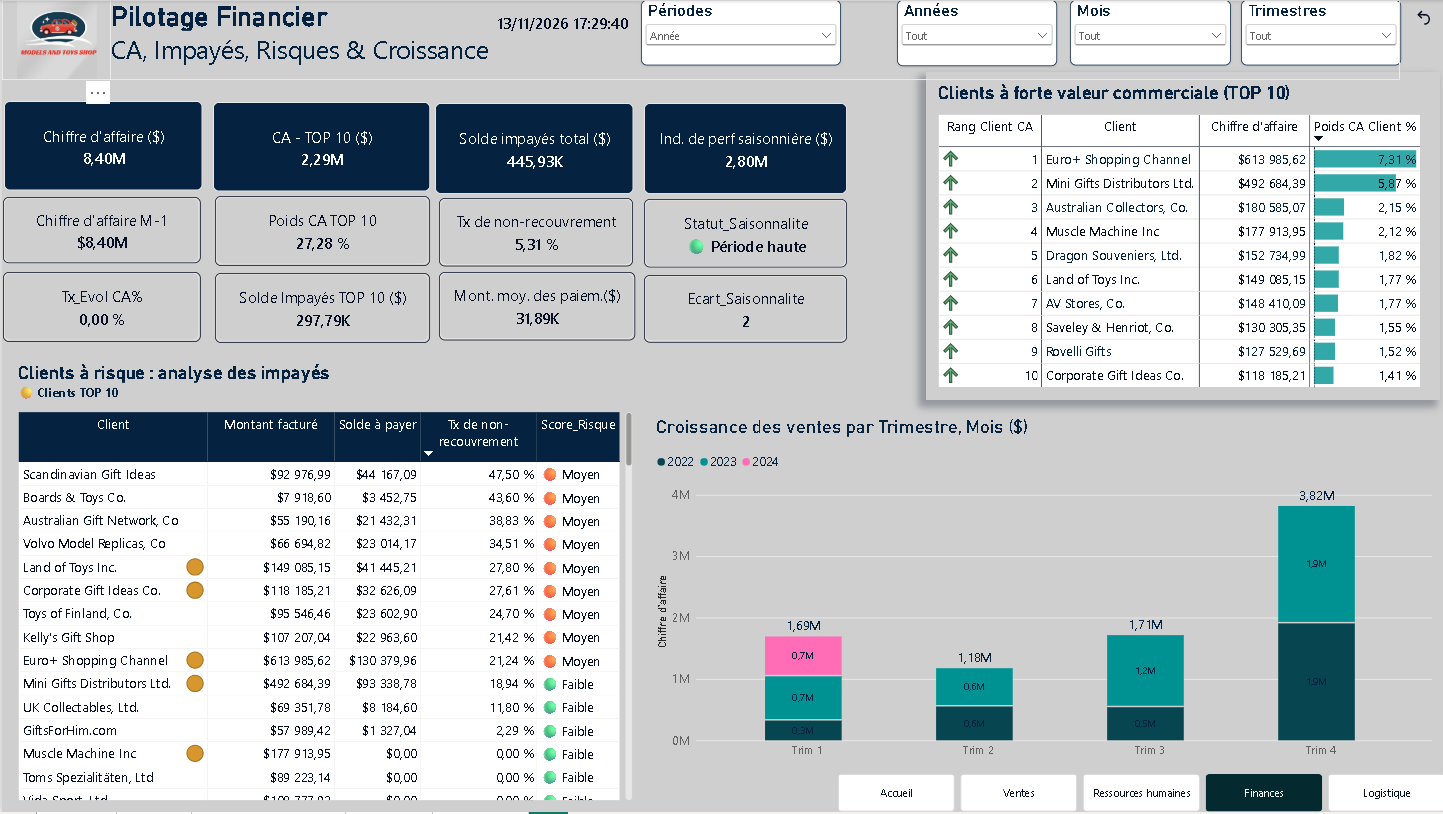 MODELS AND TOYS SHOP
Pilotage Financier
CA, Impayés, Risques & Croissance
13/11/2026 17:29:40
Périodes
Année
Années
Tout
Mois
Tout
Trimestres
Tout
Chiffre d'affaire ($)
8,40M
CA - TOP 10 ($)
2,29M
Solde impayés total ($)
445,93K
Ind. de perf saisonnière ($)
2,80M
Chiffre d'affaire M-1
$8,40M
Poids CA TOP 10
27,28 %
Tx de non-recouvrement
5,31 %
Statut_Saisonnalite
Période haute
Tx_Evol CA%
0,00 %
Solde Impayés TOP 10 ($)
297,79K
Mont. moy. des paiem.($)
31,89K
Ecart_Saisonnalite
2
Clients à forte valeur commerciale (TOP 10)
Rang Client CA Client Chiffre d'affaire Poids CA Client %
1 Euro+ Shopping Channel $613 985,62 7,31 %
2 Mini Gifts Distributors Ltd. $492 684,39 5,87 %
3 Australian Collectors, Co. $180 585,07 2,15 %
4 Muscle Machine Inc $177 913,95 2,12 %
5 Dragon Souveniers, Ltd. $152 734,99 1,82 %
6 Land of Toys Inc. $149 085,15 1,77 %
7 AV Stores, Co. $148 410,09 1,77 %
8 Saveley & Henriot, Co. $130 305,35 1,55 %
9 Rovelli Gifts $127 529,69 1,52 %
10 Corporate Gift Ideas Co. $118 185,21 1,41 %
Clients à risque : analyse des impayés
Clients TOP 10
Client Montant facturé Solde à payer Tx de non-recouvrement Score_Risque
Scandinavian Gift Ideas $92 976,99 $44 167,09 47,50 % Moyen
Boards & Toys Co. $7 918,60 $3 452,75 43,60 % Moyen
Australian Gift Network, Co $55 190,16 $21 432,31 38,83 % Moyen
Volvo Model Replicas, Co $66 694,82 $23 014,17 34,51 % Moyen
Land of Toys Inc. $149 085,15 $41 445,21 27,80 % Moyen
Corporate Gift Ideas Co. $118 185,21 $32 626,09 27,61 % Moyen
Toys of Finland, Co. $95 546,46 $23 602,90 24,70 % Moyen
Kelly's Gift Shop $107 207,04 $22 963,60 21,42 % Moyen
Euro+ Shopping Channel $613 985,62 $130 379,96 21,24 % Moyen
Mini Gifts Distributors Ltd. $492 684,39 $93 338,78 18,94 % Faible
UK Collectables, Ltd. $69 351,78 $8 184,60 11,80 % Faible
GiftsForHim.com $57 989,42 $1 327,04 2,29 % Faible
Muscle Machine Inc $177 913,95 $0,00 0,00 % Faible
Toms Spezialitäten, Ltd $89 223,14 $0,00 0,00 % Faible
Croissance des ventes par Trimestre, Mois ($)
2022 2023 2024
Chiffre d'affaire
4M
3M
2M
1M
0M
1,69M
0,7M
0,7M
0,3M
Trim 1
1,18M
0,6M
0,6M
Trim 2
1,71M
1,2M
0,5M
Trim 3
3,82M
1,9M
1,9M
Trim 4
Accueil
Ventes
Ressources humaines
Finances
Logistique